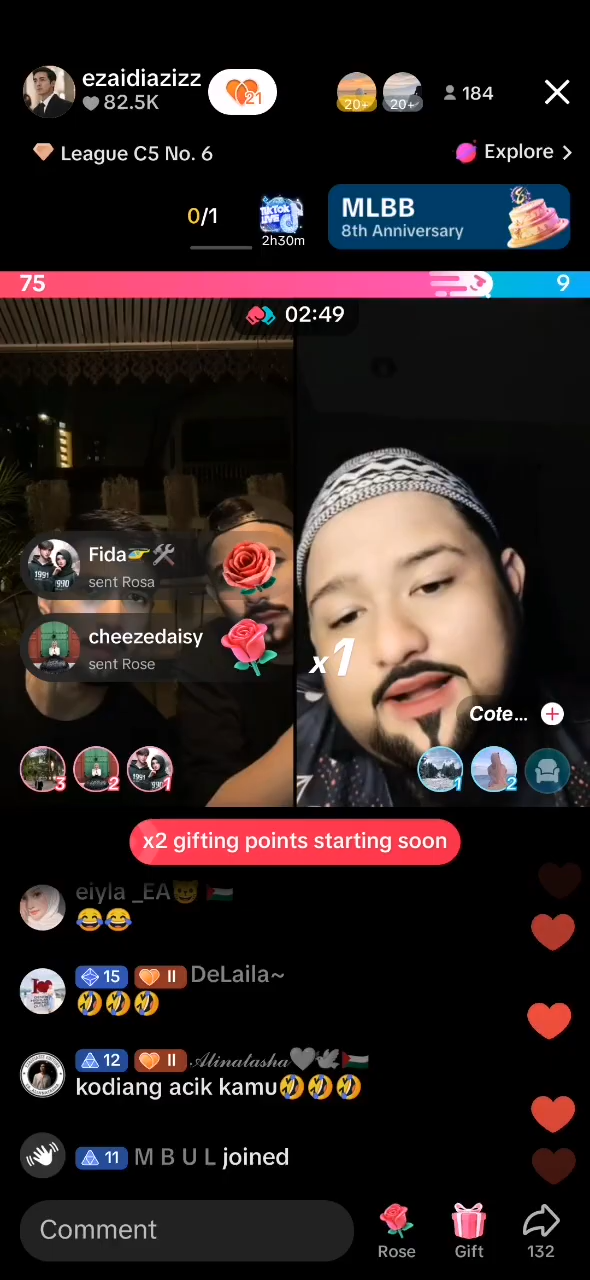 ezaidiazizz
82.5K
21
20+
20+
184
League C5 No. 6
Explore >
0/1
TIKTOK LIVE
2h30m
MLBB
8th Anniversary
75
9
02:49
Fida
sent Rosa
1991
1990
cheezedaisy
sent Rose
x1
Cote...
3
2
1
1
2
x2 gifting points starting soon
eiyla _EA😺 🇵🇸
😂😂
15 II DeLaila~
🤣🤣🤣
12 II 𝒜𝓁𝒾𝓃𝒶𝓉𝒶𝓈𝒽𝒶🤍🕊🇵🇸
kodiang acik kamu🤣🤣🤣
11 M B U L joined
Comment
Rose
Gift
132